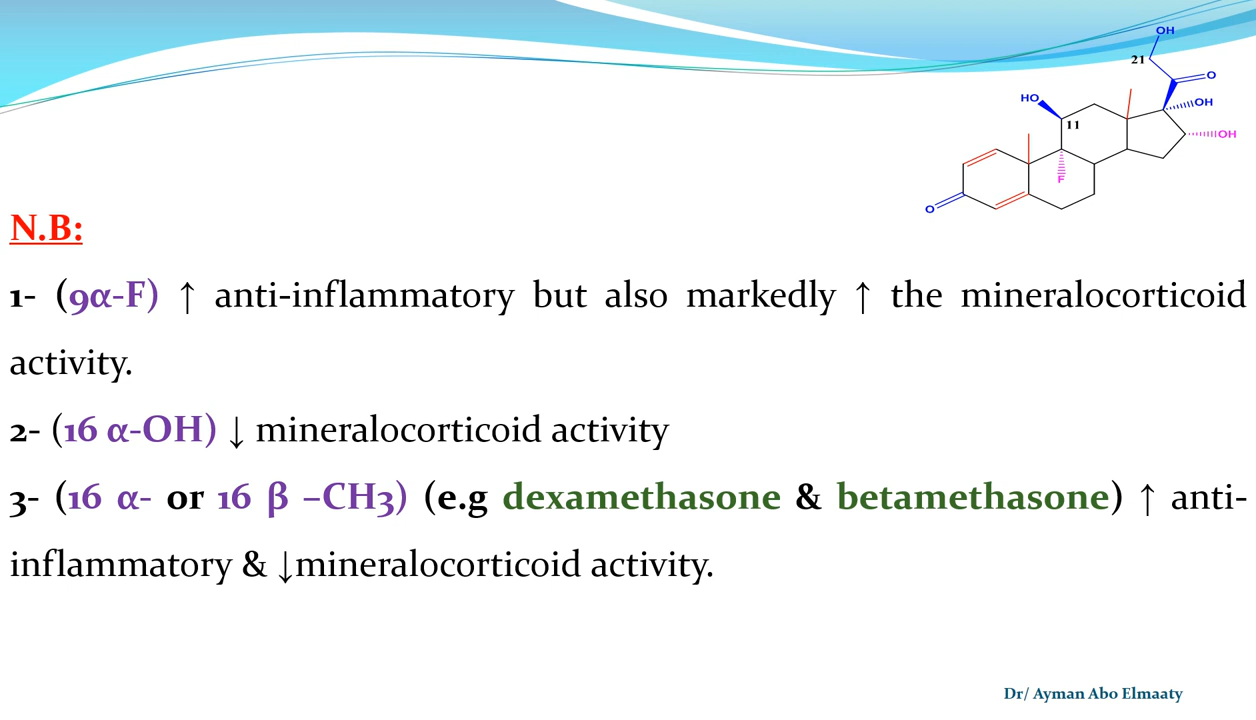 OH
21
O
HO
OH
11
OH
F
O
N.B:
1- (9α-F) ↑ anti-inflammatory but also markedly ↑ the mineralocorticoid
activity.
2- (16 α-OH) ↓ mineralocorticoid activity
3- (16 α- or 16 β –CH3) (e.g dexamethasone & betamethasone) ↑ anti-
inflammatory & ↓mineralocorticoid activity.
Dr/ Ayman Abo Elmaaty